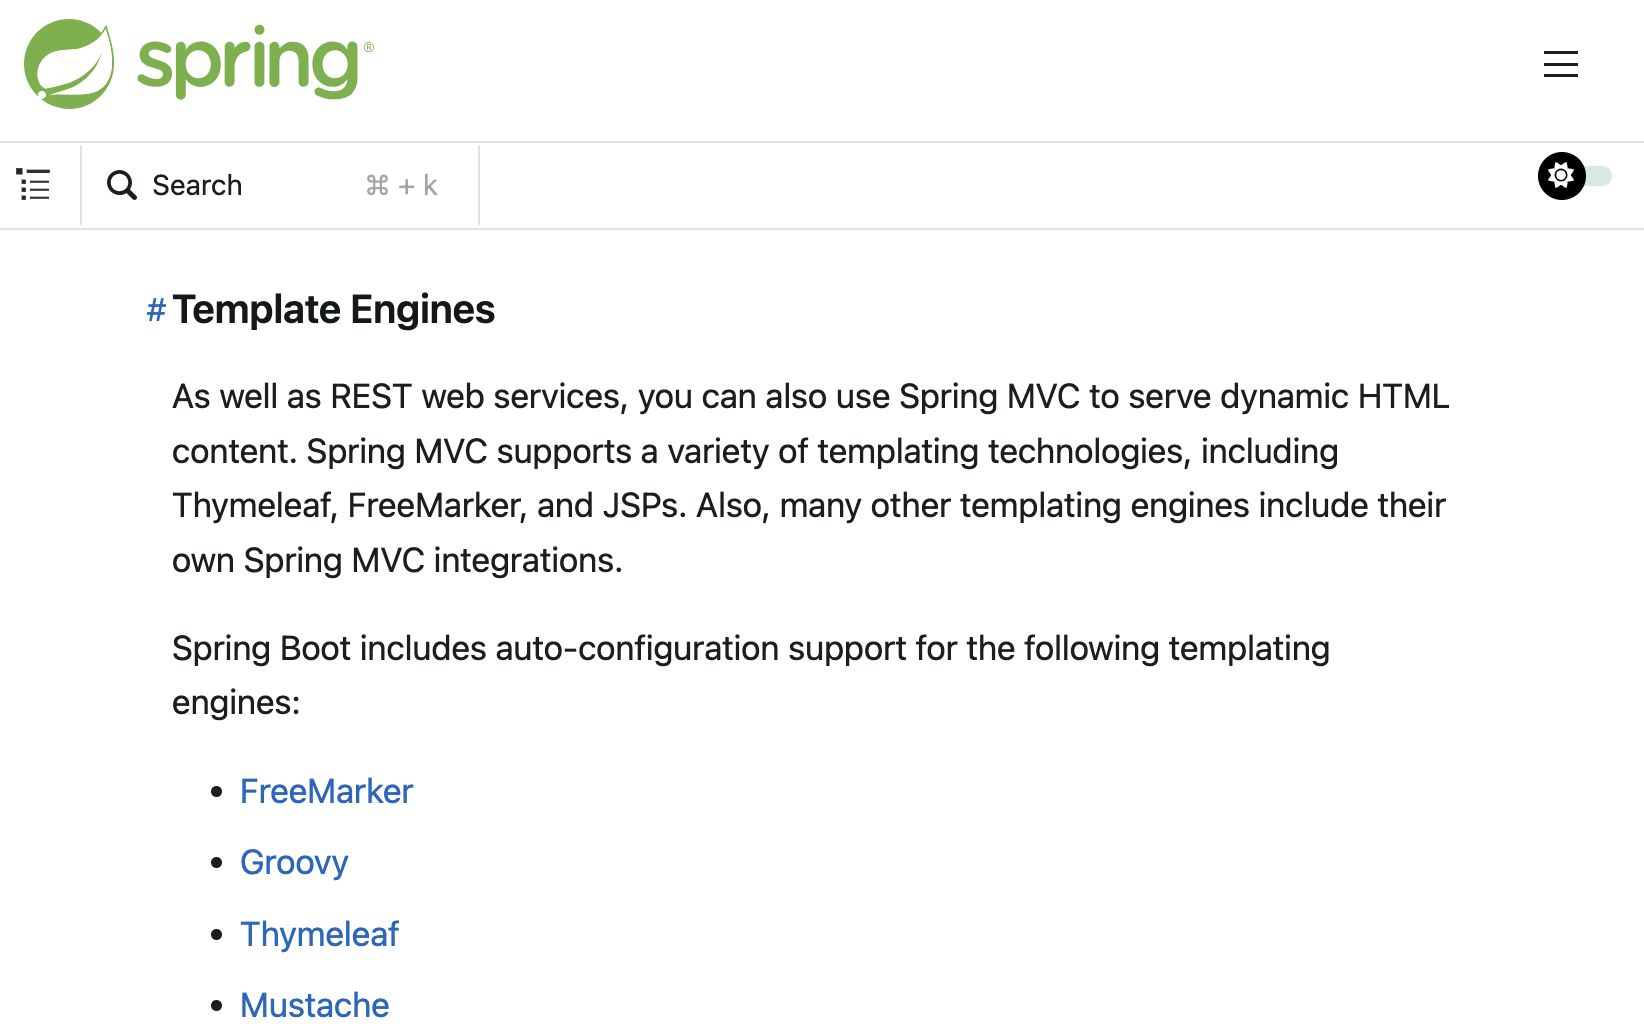 spring®
Search ⌘ + k
# Template Engines
As well as REST web services, you can also use Spring MVC to serve dynamic HTML
content. Spring MVC supports a variety of templating technologies, including
Thymeleaf, FreeMarker, and JSPs. Also, many other templating engines include their
own Spring MVC integrations.
Spring Boot includes auto-configuration support for the following templating
engines:
• FreeMarker
• Groovy
• Thymeleaf
• Mustache